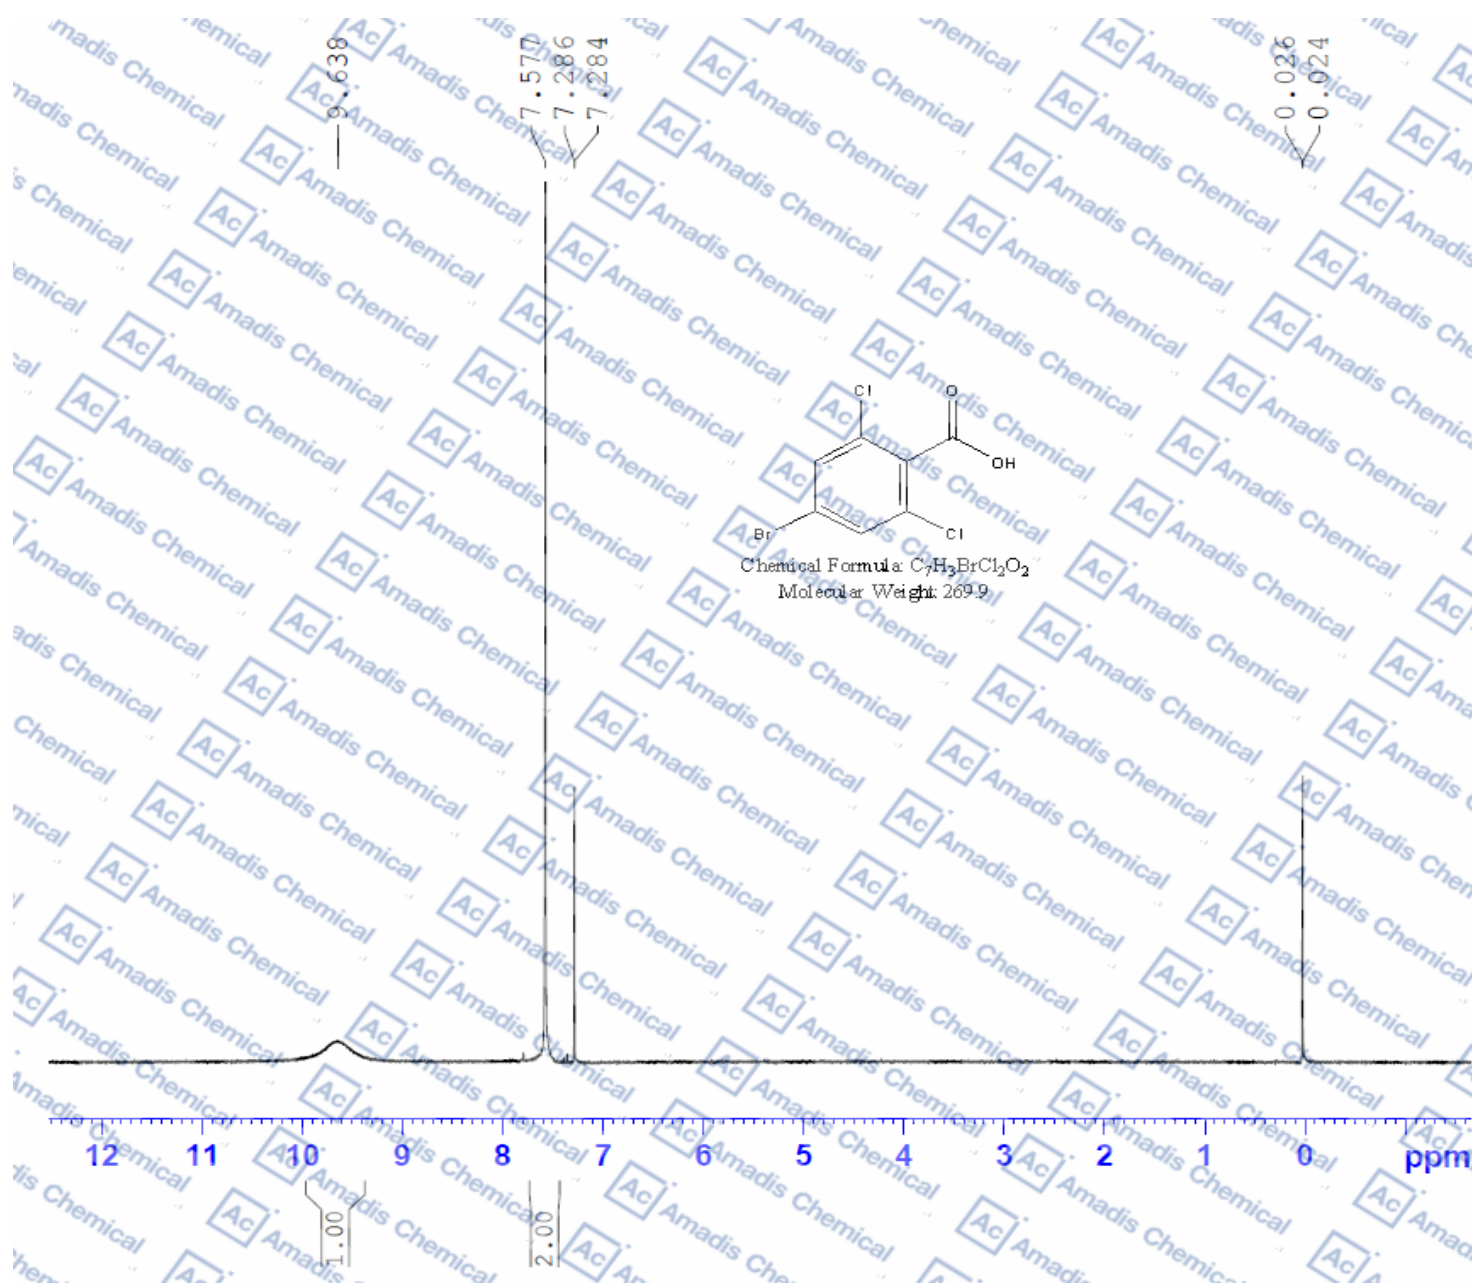 9.638
7.577
7.286
7.284
0.026
0.024
Cl
O
OH
Br
Cl
Chemical Formula: C₇H₃BrCl₂O₂
Molecular Weight: 269.9
12 11 10 9 8 7 6 5 4 3 2 1 0 ppm
1.00
2.00
Ac Amadis Chemical